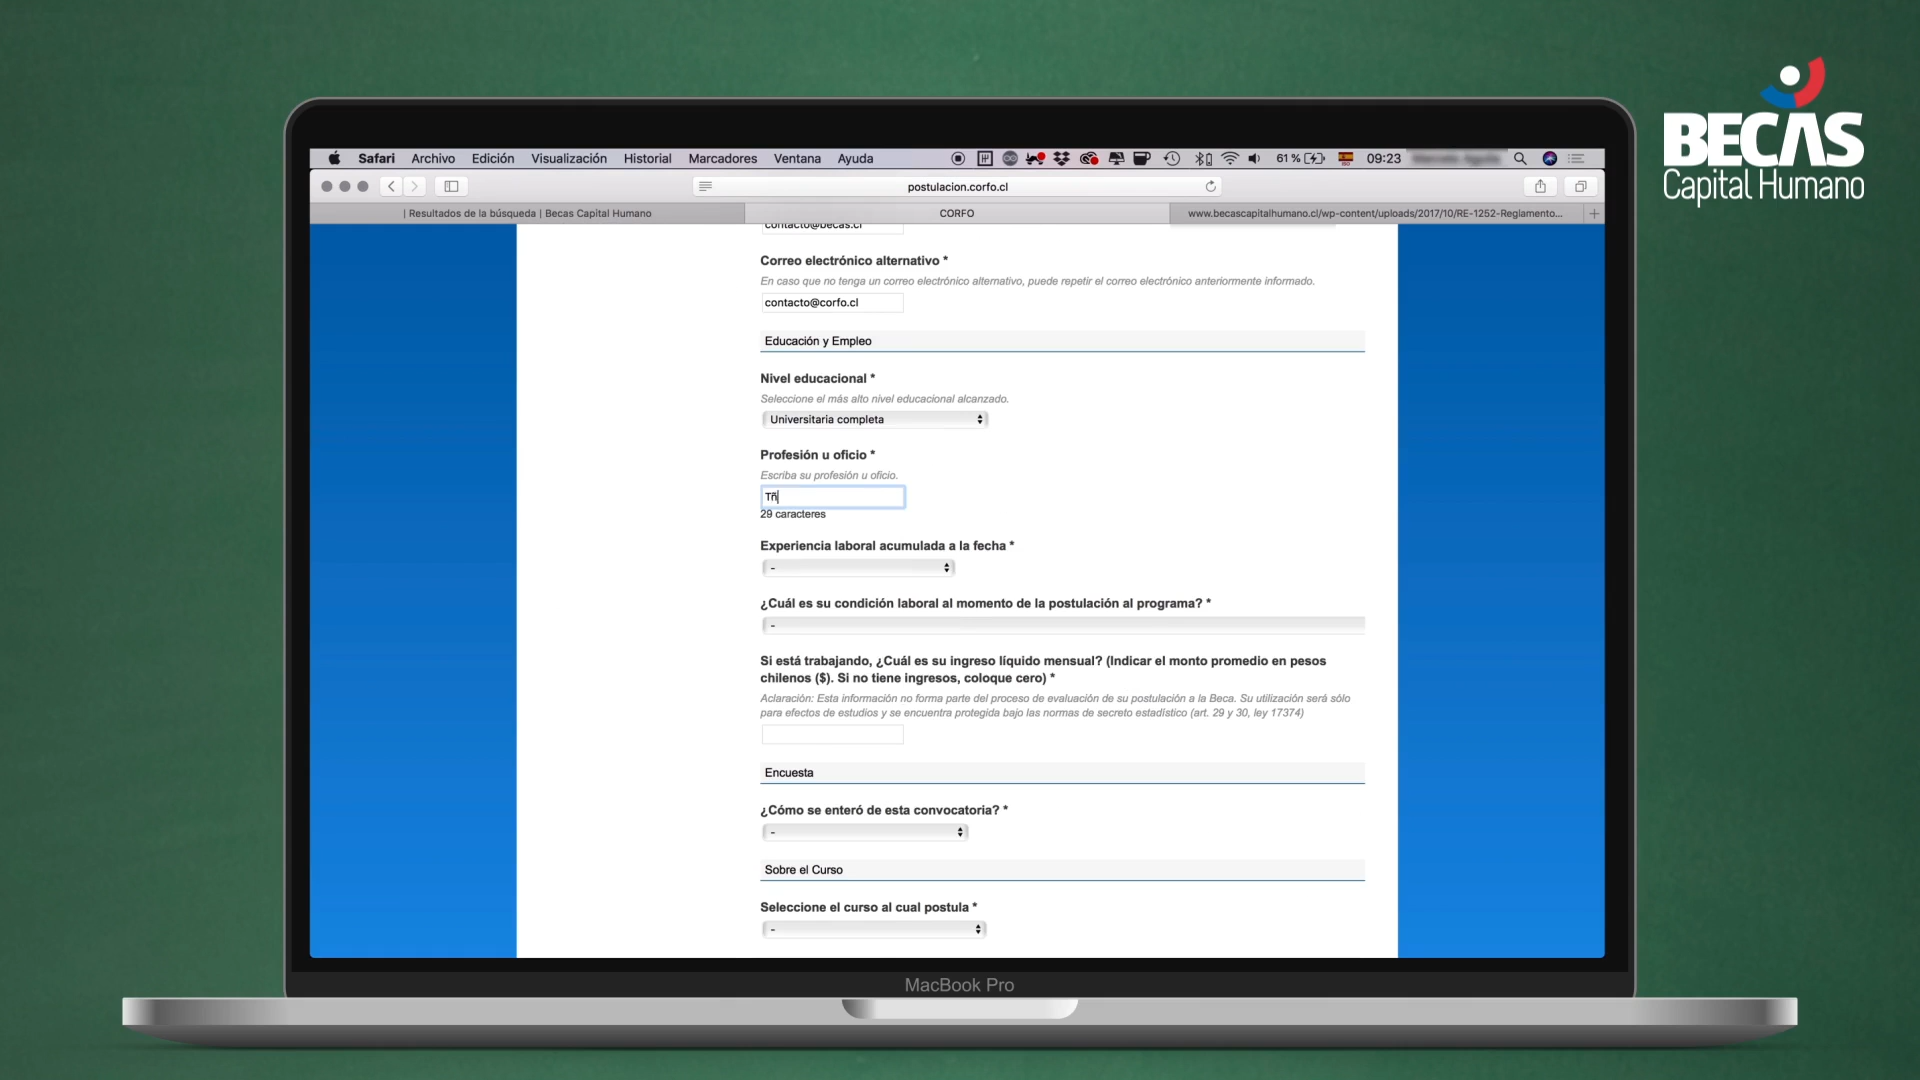 BECAS
Capital Humano
Safari Archivo Edición Visualización Historial Marcadores Ventana Ayuda 61% 09:23
postulacion.corfo.cl
| Resultados de la búsqueda | Becas Capital Humano
CORFO
www.becascapitalhumano.cl/wp-content/uploads/2017/10/RE-1252-Reglamento...
contacto@becas.cl
Correo electrónico alternativo *
En caso que no tenga un correo electrónico alternativo, puede repetir el correo electrónico anteriormente informado.
contacto@corfo.cl
Educación y Empleo
Nivel educacional *
Seleccione el más alto nivel educacional alcanzado.
Universitaria completa
Profesión u oficio *
Escriba su profesión u oficio.
Tñ
29 caracteres
Experiencia laboral acumulada a la fecha *
-
¿Cuál es su condición laboral al momento de la postulación al programa? *
-
Si está trabajando, ¿Cuál es su ingreso líquido mensual? (Indicar el monto promedio en pesos
chilenos ($). Si no tiene ingresos, coloque cero) *
Aclaración: Esta información no forma parte del proceso de evaluación de su postulación a la Beca. Su utilización será sólo
para efectos de estudios y se encuentra protegida bajo las normas de secreto estadístico (art. 29 y 30, ley 17374)
Encuesta
¿Cómo se enteró de esta convocatoria? *
-
Sobre el Curso
Seleccione el curso al cual postula *
-
MacBook Pro